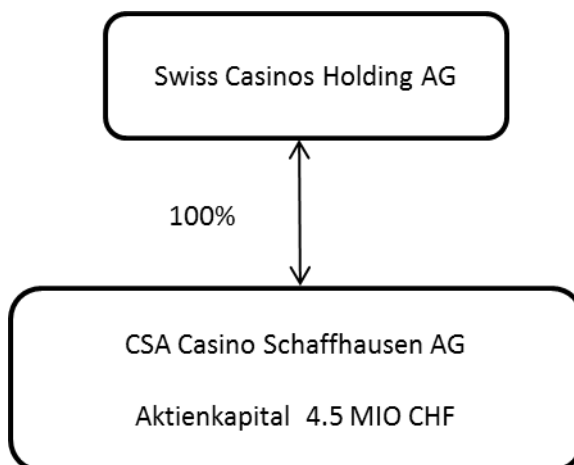 Swiss Casinos Holding AG
100%
CSA Casino Schaffhausen AG
Aktienkapital 4.5 MIO CHF